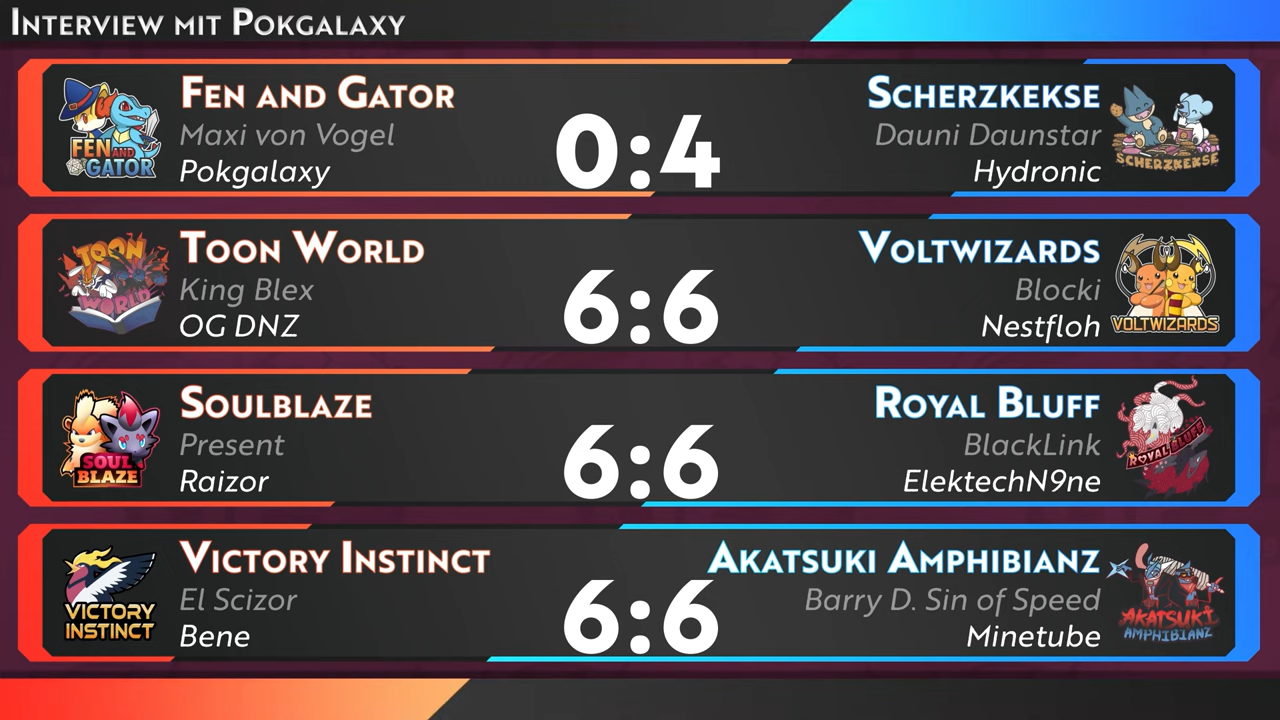 Interview mit Pokgalaxy
Fen and Gator
Maxi von Vogel
Pokgalaxy
FEN AND GATOR
0:4
Scherzkekse
Dauni Daunstar
Hydronic
SCHERZKEKSE
Toon World
King Blex
OG DNZ
TOON WORLD
6:6
Voltwizards
Blocki
Nestfloh
VOLTWIZARDS
Soulblaze
Present
Raizor
SOUL BLAZE
6:6
Royal Bluff
BlackLink
ElektechN9ne
ROYAL BLUFF
Victory Instinct
El Scizor
Bene
VICTORY INSTINCT
6:6
Akatsuki Amphibianz
Barry D. Sin of Speed
Minetube
AKATSUKI AMPHIBIANZ